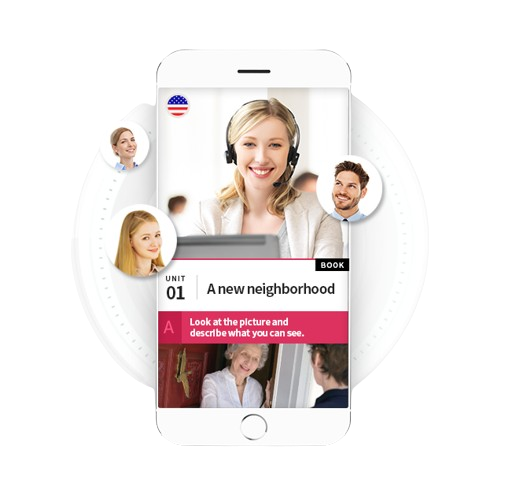 BOOK
UNIT
01
A new neighborhood
A
Look at the picture and
describe what you can see.